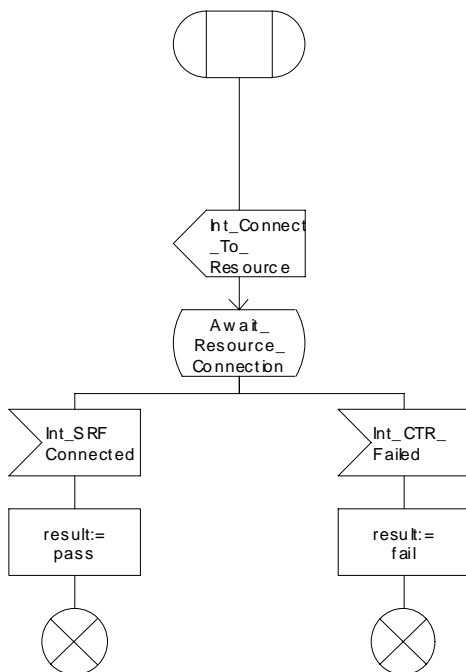 Int_Connect
_To_
Resource
Await_
Resource_
Connection
Int_SRF
Connected
Int_CTR_
Failed
result:=
pass
result:=
fail